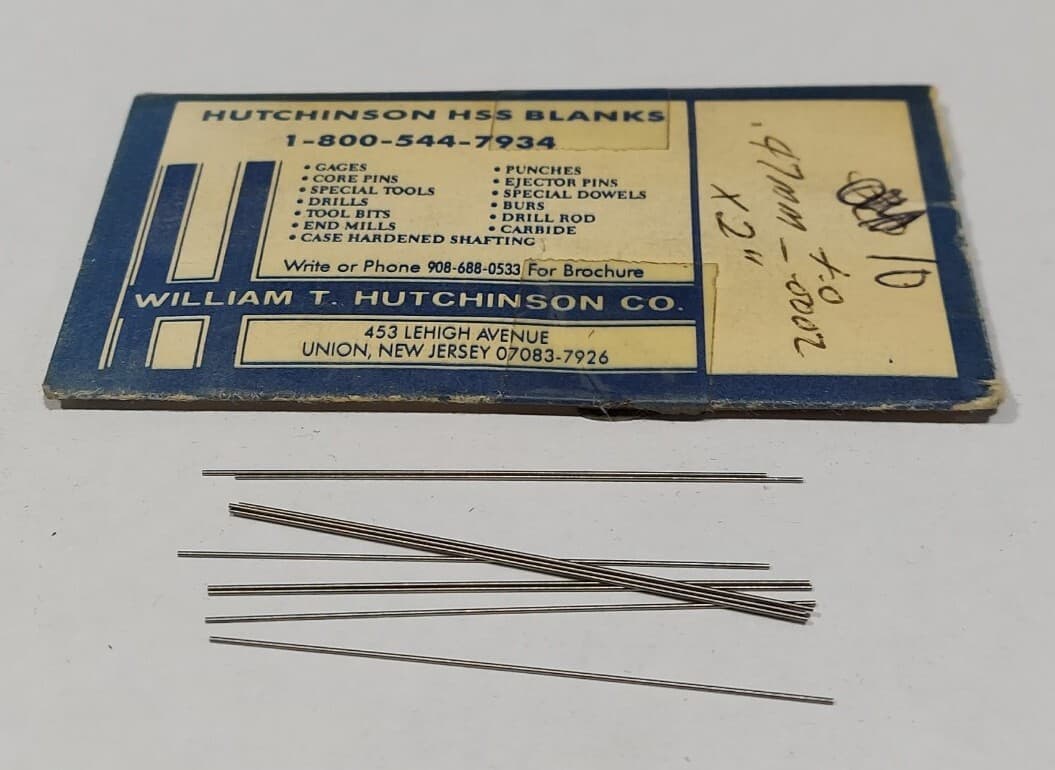 HUTCHINSON HSS BLANKS
1-800-544-7934
• GAGES
• CORE PINS
• SPECIAL TOOLS
• DRILLS
• TOOL BITS
• END MILLS
• CASE HARDENED SHAFTING
• PUNCHES
• EJECTOR PINS
• SPECIAL DOWELS
• BURS
• DRILL ROD
• CARBIDE
Write or Phone 908-688-0533 For Brochure
WILLIAM T. HUTCHINSON CO.
453 LEHIGH AVENUE
UNION, NEW JERSEY 07083-7926
10
+0
.47mm -.0002
X 2"